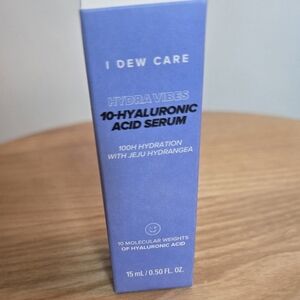 I DEW CARE
HYDRA VIBES
10-HYALURONIC
ACID SERUM
100H HYDRATION
WITH JEJU HYDRANGEA
10 MOLECULAR WEIGHTS
OF HYALURONIC ACID
15 mL / 0.50 FL. OZ.